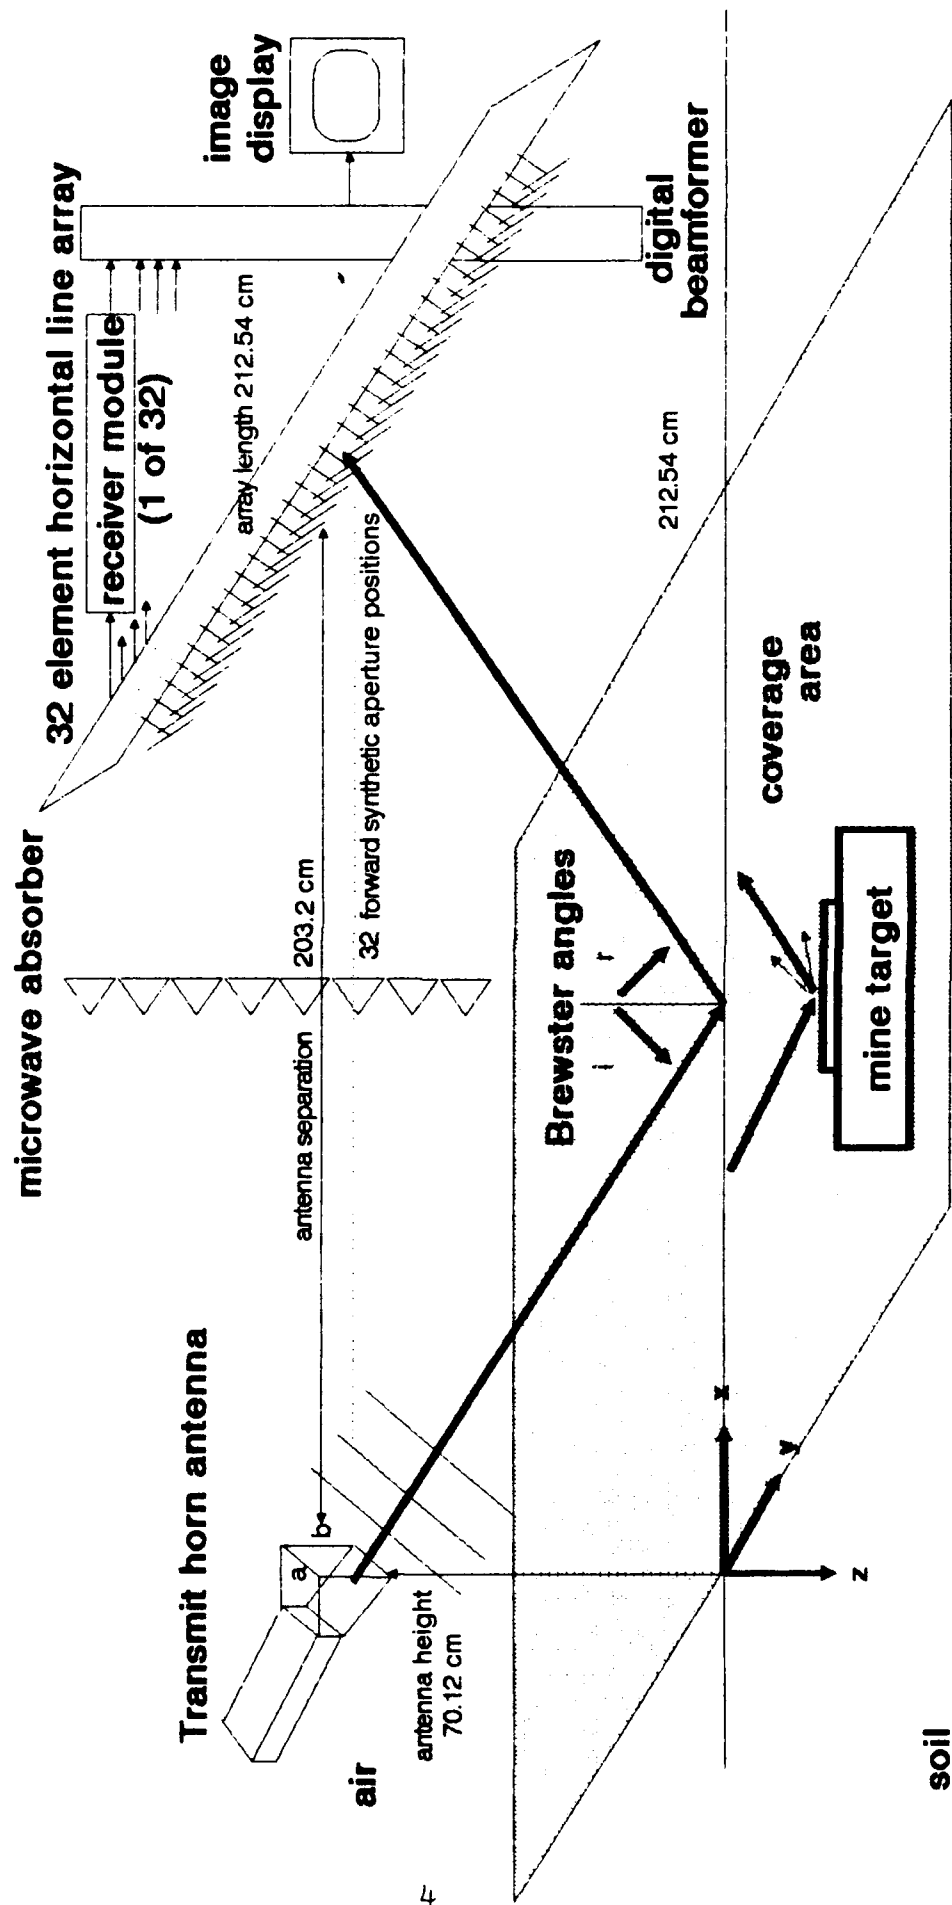 microwave absorber
32 element horizontal line array
receiver module
(1 of 32)
image
display
Transmit horn antenna
a
b
antenna separation
203.2 cm
array length 212.54 cm
32 forward synthetic aperture positions
air
antenna height
70.12 cm
Brewster angles
i
r
digital
beamformer
212.54 cm
x
y
z
coverage
area
mine target
soil